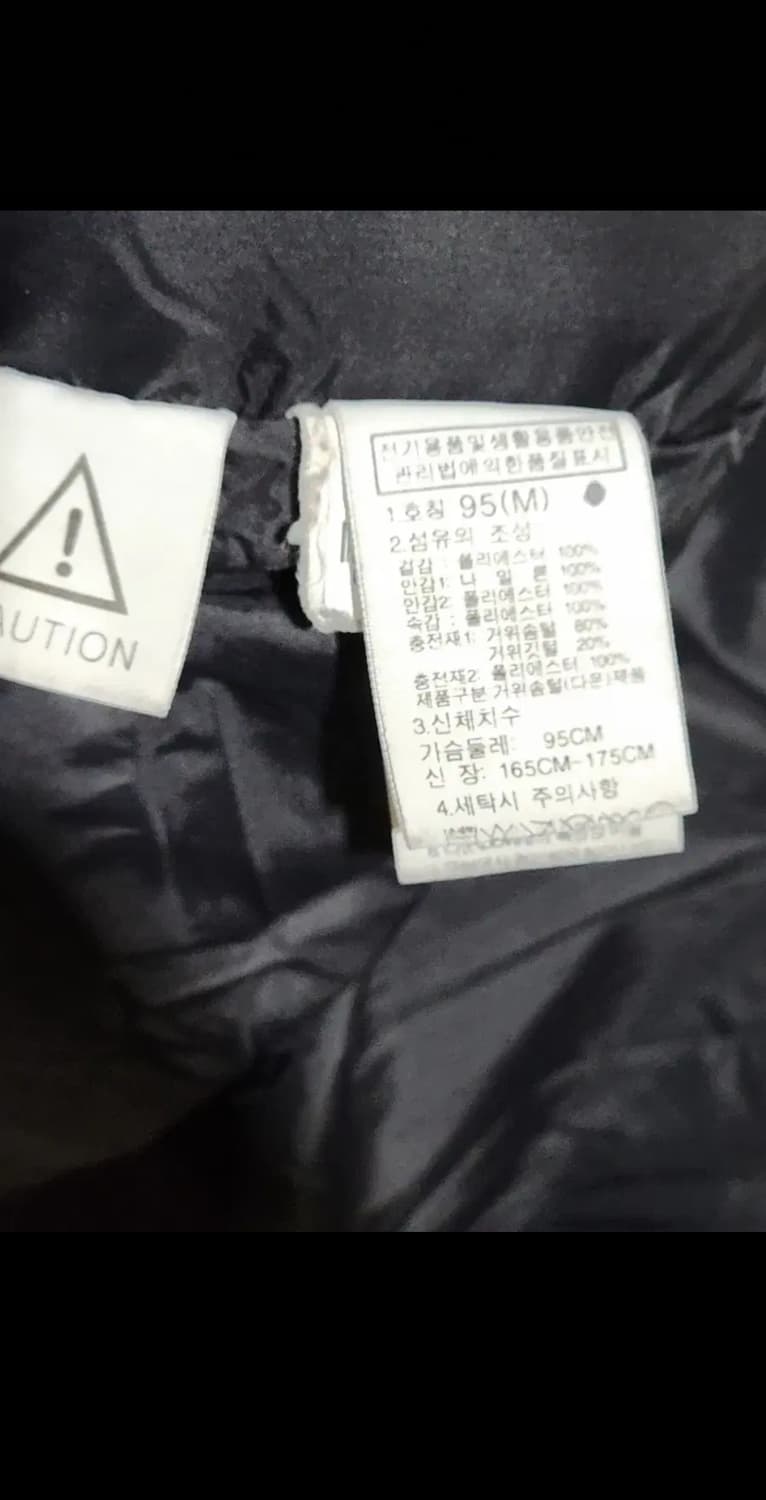 AUTION
전기용품및생활용품안전
관리법에의한품질표시
1.호칭 95(M)
2.섬유의 조성
겉감 : 폴리에스터 100%
안감1: 나 일 론 100%
안감2: 폴리에스터 100%
속감 : 폴리에스터 100%
충전재1: 거위솜털 80%
거위깃털 20%
충전재2: 폴리에스터 100%
제품구분:거위솜털(다운)제품
3.신체치수
가슴둘레: 95CM
신 장: 165CM~175CM
4.세탁시 주의사항